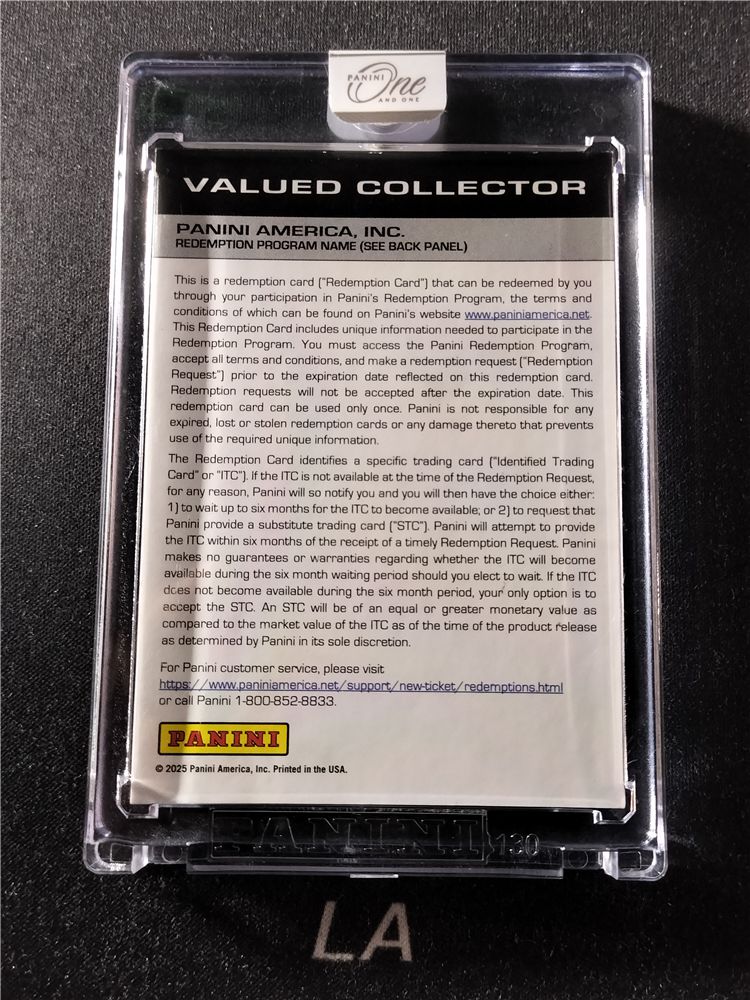 PANINI
One
AND ONE
VALUED COLLECTOR
PANINI AMERICA, INC.
REDEMPTION PROGRAM NAME (SEE BACK PANEL)
This is a redemption card ("Redemption Card") that can be redeemed by you
through your participation in Panini's Redemption Program, the terms and
conditions of which can be found on Panini's website www.paniniamerica.net.
This Redemption Card includes unique information needed to participate in the
Redemption Program. You must access the Panini Redemption Program,
accept all terms and conditions, and make a redemption request ("Redemption
Request") prior to the expiration date reflected on this redemption card.
Redemption requests will not be accepted after the expiration date. This
redemption card can be used only once. Panini is not responsible for any
expired, lost or stolen redemption cards or any damage thereto that prevents
use of the required unique information.
The Redemption Card identifies a specific trading card ("Identified Trading
Card" or "ITC"). If the ITC is not available at the time of the Redemption Request,
for any reason, Panini will so notify you and you will then have the choice either:
1) to wait up to six months for the ITC to become available; or 2) to request that
Panini provide a substitute trading card ("STC"). Panini will attempt to provide
the ITC within six months of the receipt of a timely Redemption Request. Panini
makes no guarantees or warranties regarding whether the ITC will become
available during the six month waiting period should you elect to wait. If the ITC
does not become available during the six month period, your only option is to
accept the STC. An STC will be of an equal or greater monetary value as
compared to the market value of the ITC as of the time of the product release
as determined by Panini in its sole discretion.
For Panini customer service, please visit
https://www.paniniamerica.net/support/new-ticket/redemptions.html
or call Panini 1-800-852-8833.
PANINI
© 2025 Panini America, Inc. Printed in the USA.
PANINI 130
LA